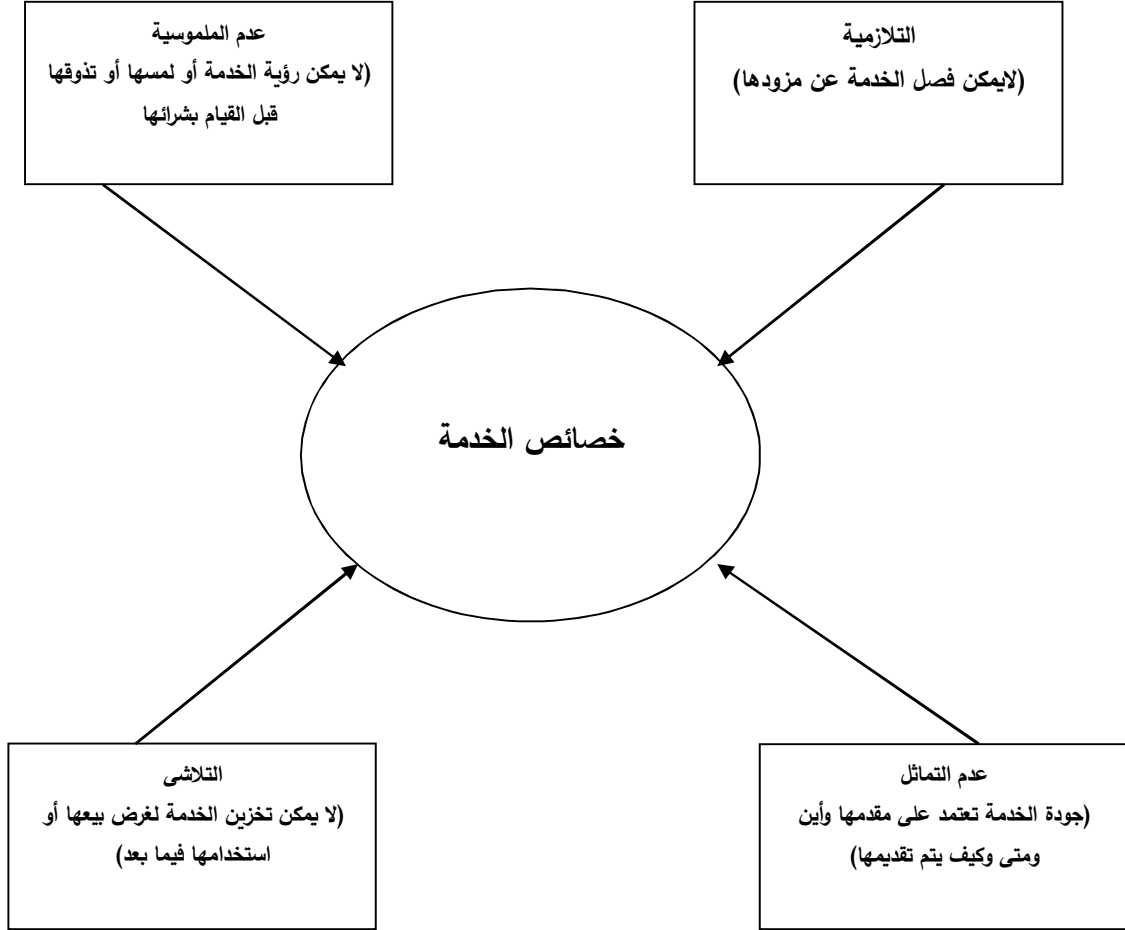 التلازمية
(لايمكن فصل الخدمة عن مزودها)
عدم الملموسية
(لا يمكن ر�ية الخدمة أو لمسها أو تذوقها
قبل القيام بشرائها
خصائص الخدمة
عدم التماثل
(جودة الخدمة تعتمد على مقدمها وأين
ومتى وكيف يتم تقديمها)
التلاشى
(لا يمكن تخزين الخدمة لغرض بيعها أو
استخدامها فيما بعد)